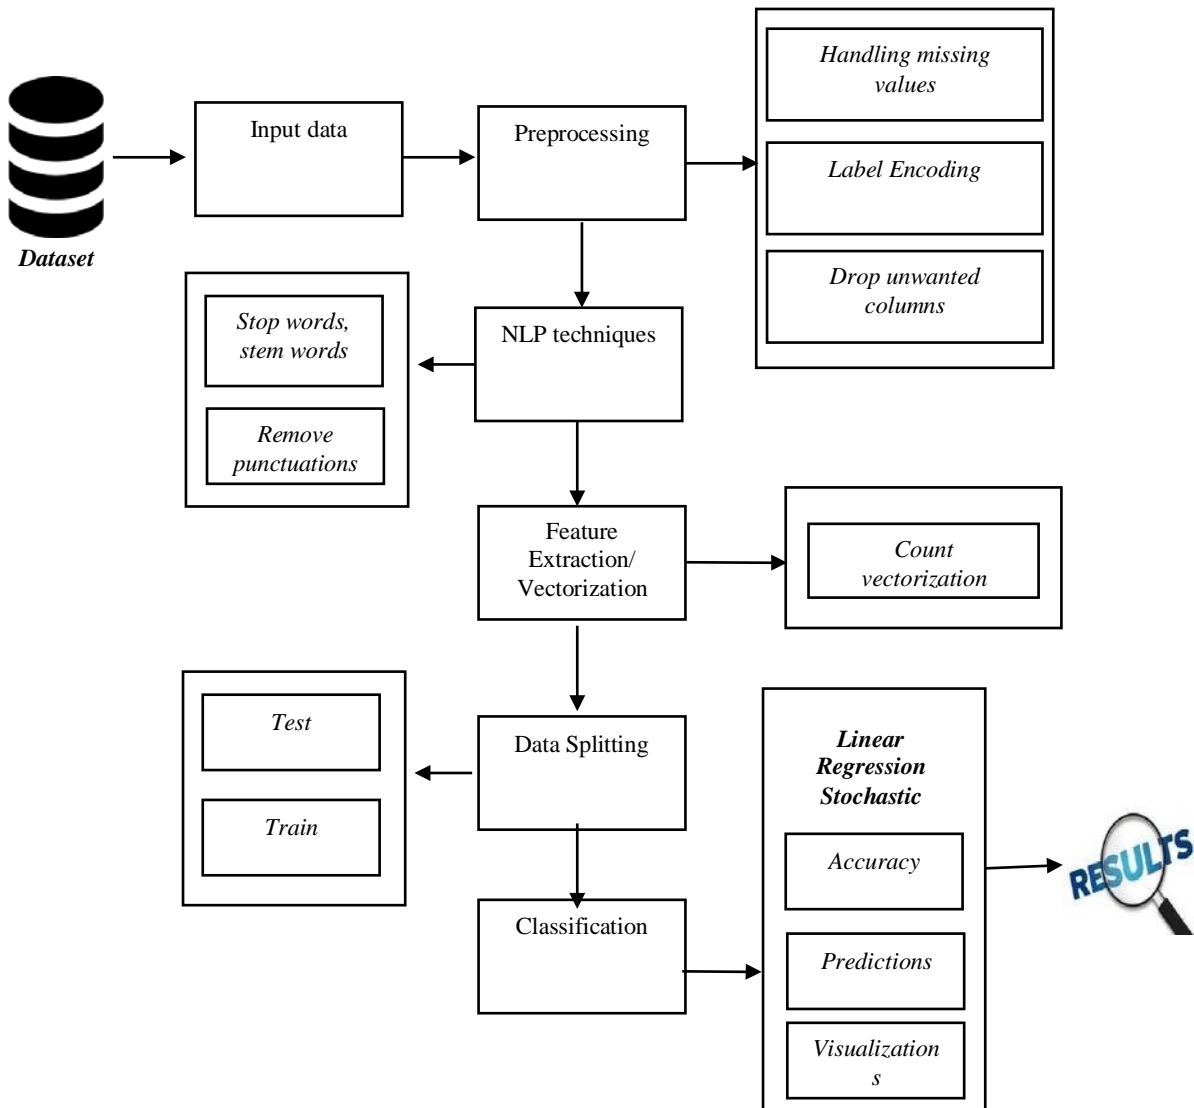 Dataset
Input data
Preprocessing
Handling missing
values
Label Encoding
Drop unwanted
columns
NLP techniques
Stop words,
stem words
Remove
punctuations
Feature
Extraction/
Vectorization
Count
vectorization
Data Splitting
Test
Train
Classification
Linear
Regression
Stochastic
Accuracy
Predictions
Visualization
s
RESULTS